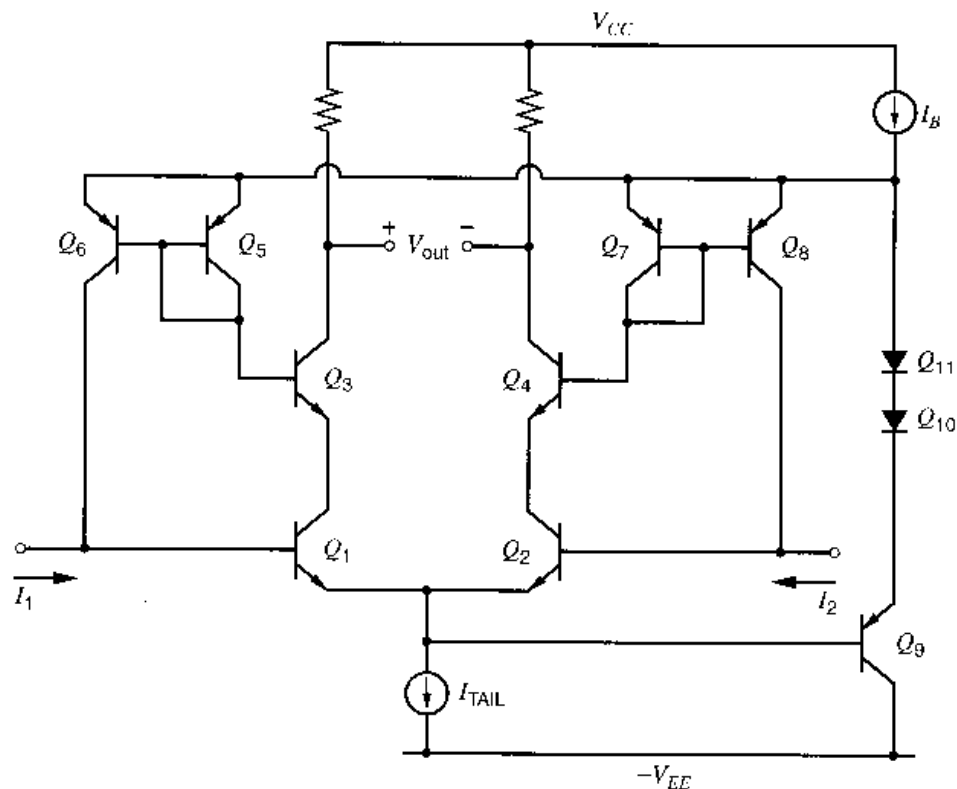 V_CC
I_B
Q_6
Q_5
+
V_out
−
Q_7
Q_8
Q_3
Q_4
Q_11
Q_10
Q_1
Q_2
I_1
I_2
Q_9
I_TAIL
−V_EE